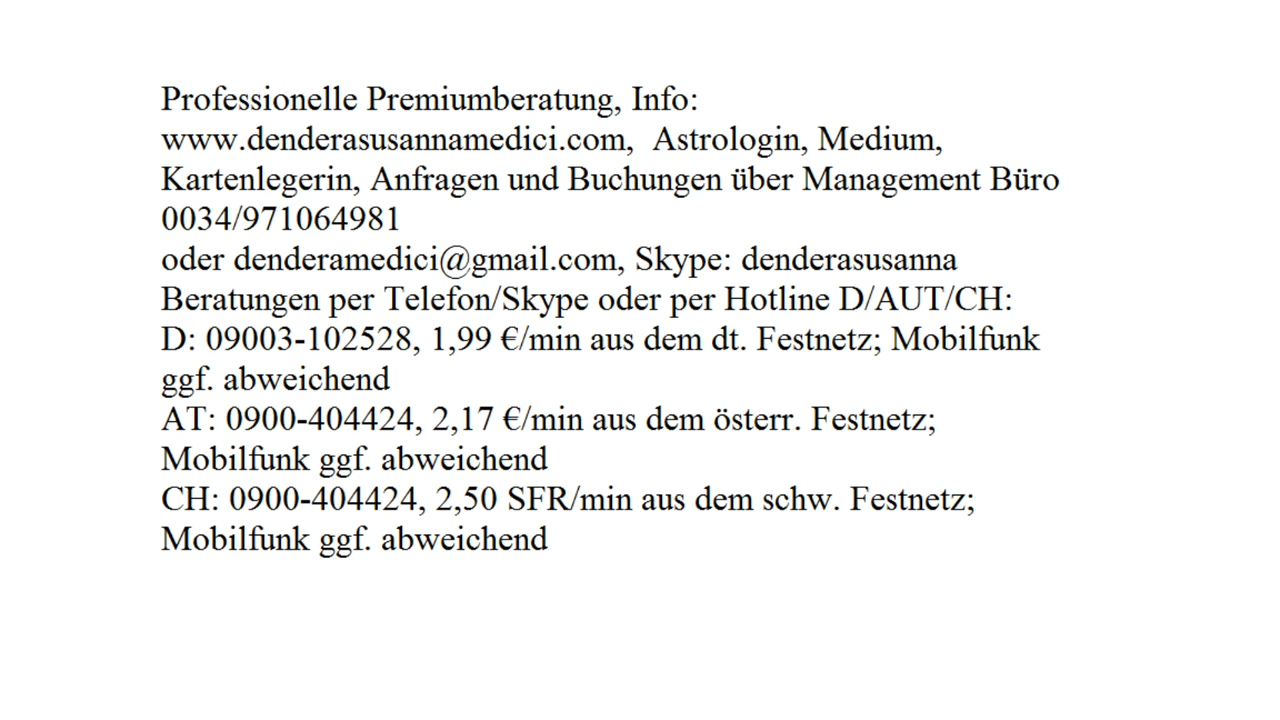 Professionelle Premiumberatung, Info:
www.denderasusannamedici.com,  Astrologin, Medium,
Kartenlegerin, Anfragen und Buchungen über Management Büro
0034/971064981
oder denderamedici@gmail.com, Skype: denderasusanna
Beratungen per Telefon/Skype oder per Hotline D/AUT/CH:
D: 09003-102528, 1,99 €/min aus dem dt. Festnetz; Mobilfunk
ggf. abweichend
AT: 0900-404424, 2,17 €/min aus dem österr. Festnetz;
Mobilfunk ggf. abweichend
CH: 0900-404424, 2,50 SFR/min aus dem schw. Festnetz;
Mobilfunk ggf. abweichend